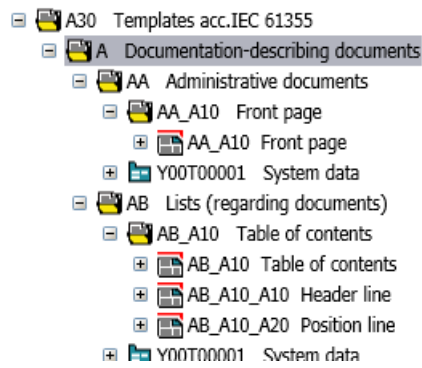 A30 Templates acc.IEC 61355
A Documentation-describing documents
AA Administrative documents
AA_A10 Front page
AA_A10 Front page
Y00T00001 System data
AB Lists (regarding documents)
AB_A10 Table of contents
AB_A10 Table of contents
AB_A10_A10 Header line
AB_A10_A20 Position line
Y00T00001 System data